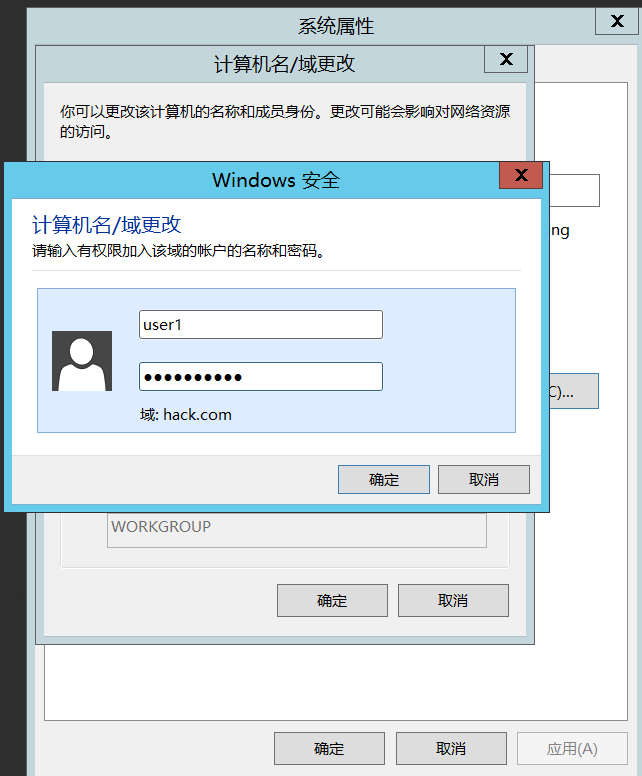 系统属性
计算机名/域更改
你可以更改该计算机的名称和成员身份。更改可能会影响对网络资源
的访问。
Windows 安全
计算机名/域更改
请输入有权限加入该域的帐户的名称和密码。
ng
user1
●●●●●●●●●●
C)...
域: hack.com
确定
取消
WORKGROUP
确定
取消
确定
取消
应用(A)